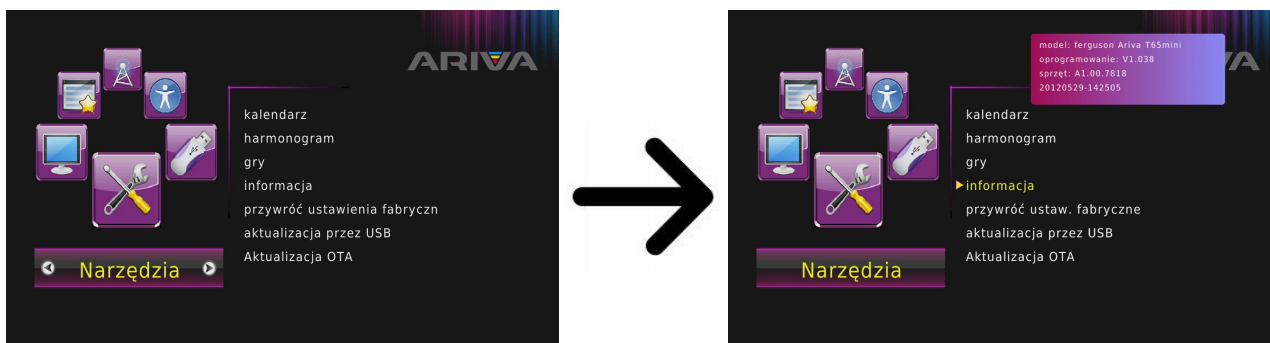 ARIVA
kalendarz
harmonogram
gry
informacja
przywróć ustawienia fabryczn
aktualizacja przez USB
Aktualizacja OTA
Narzędzia
model: ferguson Ariva T65mini
oprogramowanie: V1.038
sprzęt: A1.00.7818
20120529-142505
VA
kalendarz
harmonogram
gry
informacja
przywróć ustaw. fabryczne
aktualizacja przez USB
Aktualizacja OTA
Narzędzia